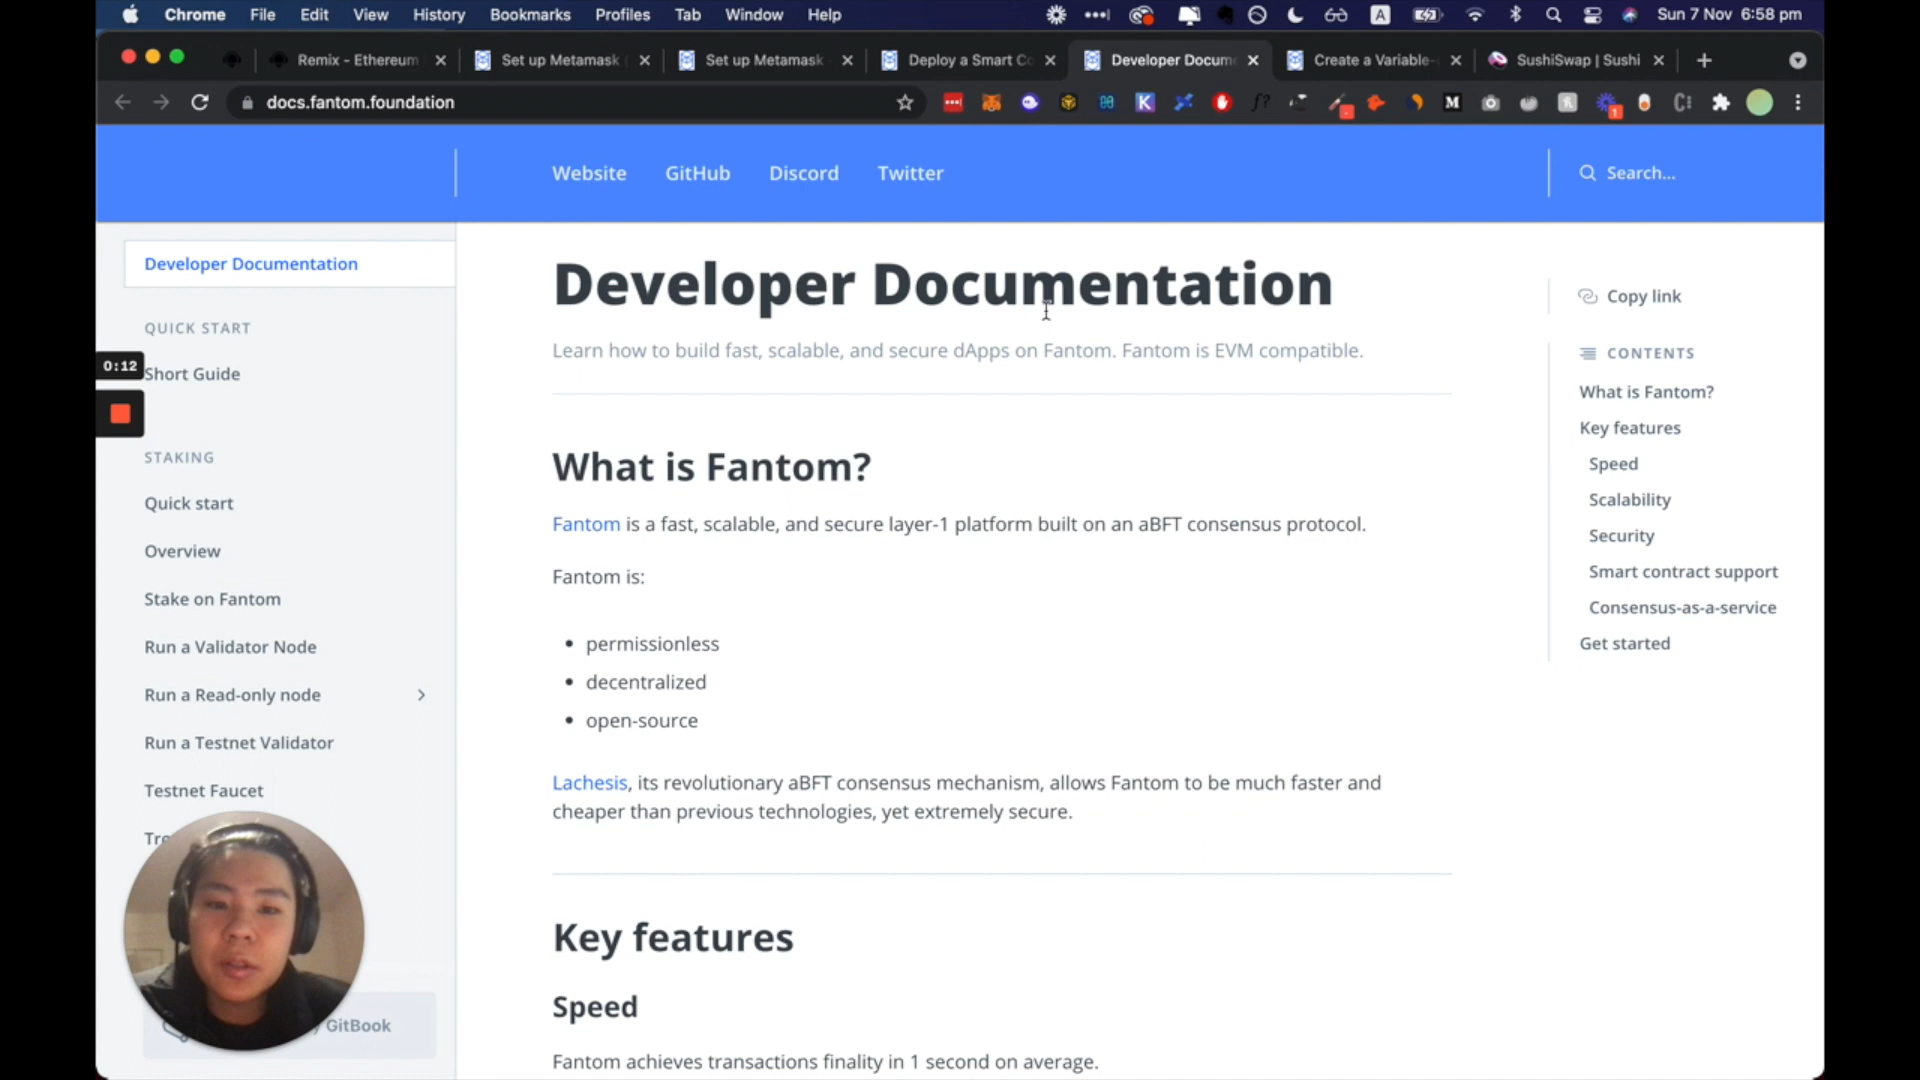 Chrome File Edit View History Bookmarks Profiles Tab Window Help
A
Sun 7 Nov 6:58 pm
Remix - Ethereum
Set up Metamask
Set up Metamask
Deploy a Smart Co
Developer Docum
Create a Variable-
SushiSwap | Sushi
docs.fantom.foundation
K
f?
M
1
Website GitHub Discord Twitter
Search...
Developer Documentation
QUICK START
Short Guide
0:12
STAKING
Quick start
Overview
Stake on Fantom
Run a Validator Node
Run a Read-only node
Run a Testnet Validator
Testnet Faucet
GitBook
Developer Documentation
Learn how to build fast, scalable, and secure dApps on Fantom. Fantom is EVM compatible.
What is Fantom?
Fantom is a fast, scalable, and secure layer-1 platform built on an aBFT consensus protocol.
Fantom is:
• permissionless
• decentralized
• open-source
Lachesis, its revolutionary aBFT consensus mechanism, allows Fantom to be much faster and
cheaper than previous technologies, yet extremely secure.
Key features
Speed
Fantom achieves transactions finality in 1 second on average.
Copy link
CONTENTS
What is Fantom?
Key features
Speed
Scalability
Security
Smart contract support
Consensus-as-a-service
Get started